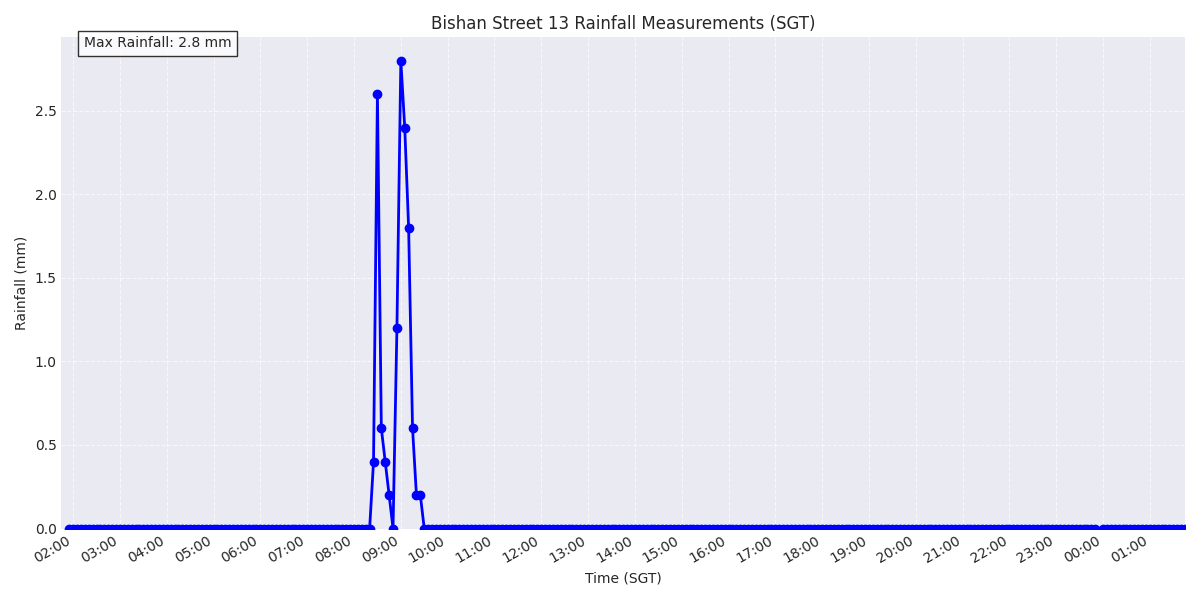 Bishan Street 13 Rainfall Measurements (SGT)
Max Rainfall: 2.8 mm
Rainfall (mm)
2.5
2.0
1.5
1.0
0.5
0.0
02:00 03:00 04:00 05:00 06:00 07:00 08:00 09:00 10:00 11:00 12:00 13:00 14:00 15:00 16:00 17:00 18:00 19:00 20:00 21:00 22:00 23:00 00:00 01:00
Time (SGT)